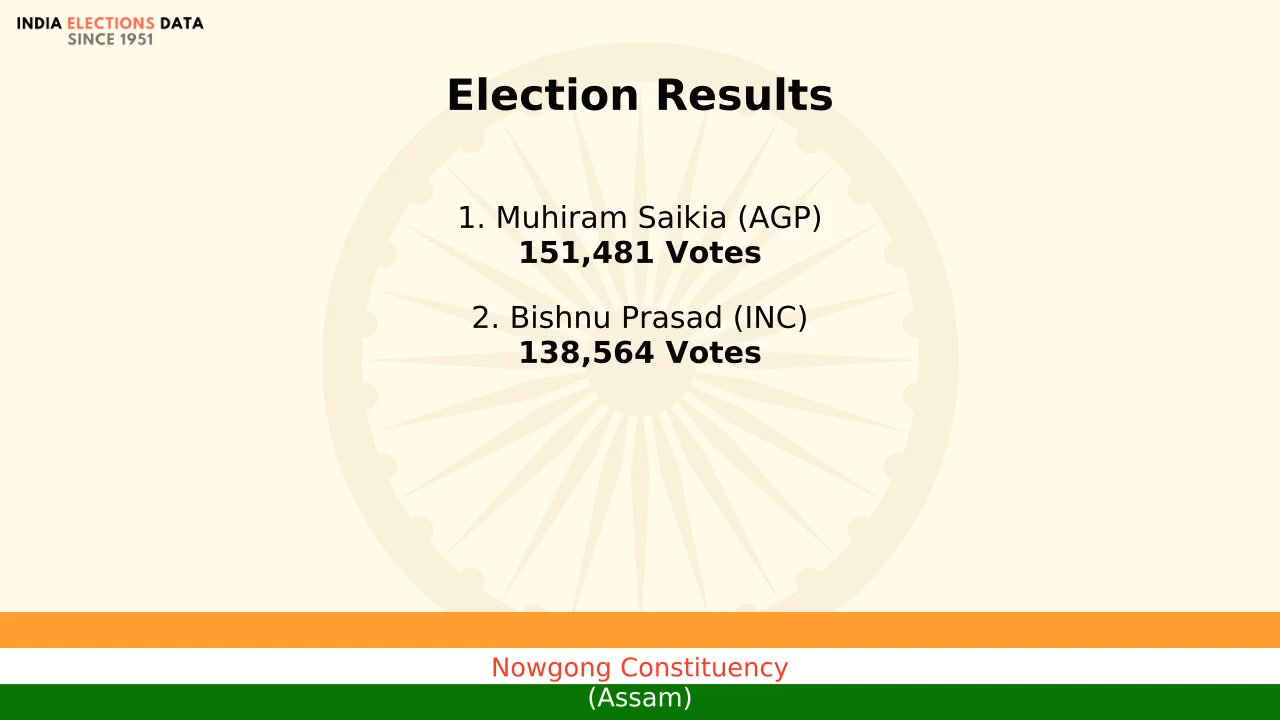 INDIA ELECTIONS DATA
SINCE 1951
Election Results
1. Muhiram Saikia (AGP)
151,481 Votes
2. Bishnu Prasad (INC)
138,564 Votes
Nowgong Constituency
(Assam)